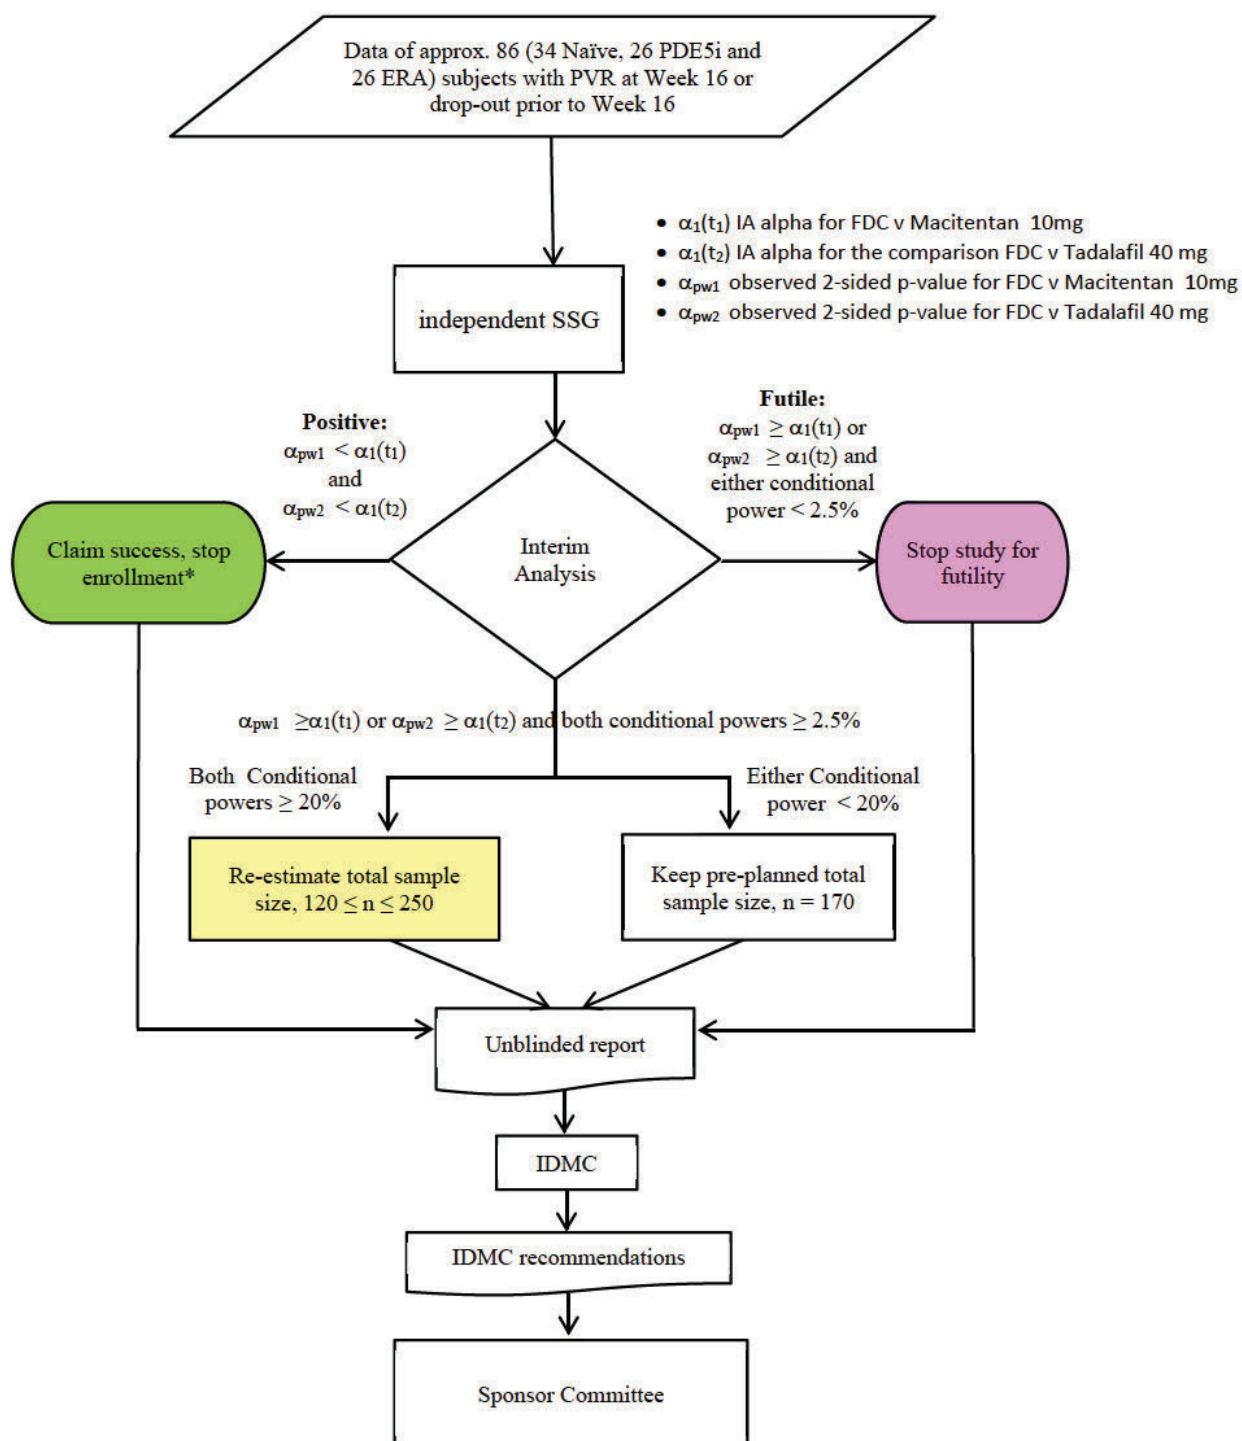 Data of approx. 86 (34 Naïve, 26 PDE5i and
26 ERA) subjects with PVR at Week 16 or
drop-out prior to Week 16
• α₁(t₁) IA alpha for FDC v Macitentan 10mg
• α₁(t₂) IA alpha for the comparison FDC v Tadalafil 40 mg
• αpw1 observed 2-sided p-value for FDC v Macitentan 10mg
• αpw2 observed 2-sided p-value for FDC v Tadalafil 40 mg
independent SSG
Positive:
αpw1 < α₁(t₁)
and
αpw2 < α₁(t₂)
Futile:
αpw1 ≥ α₁(t₁) or
αpw2 ≥ α₁(t₂) and
either conditional
power < 2.5%
Claim success, stop
enrollment*
Interim
Analysis
Stop study for
futility
αpw1 ≥α₁(t₁) or αpw2 ≥ α₁(t₂) and both conditional powers ≥ 2.5%
Both Conditional
powers ≥ 20%
Either Conditional
power < 20%
Re-estimate total sample
size, 120 ≤ n ≤ 250
Keep pre-planned total
sample size, n = 170
Unblinded report
IDMC
IDMC recommendations
Sponsor Committee